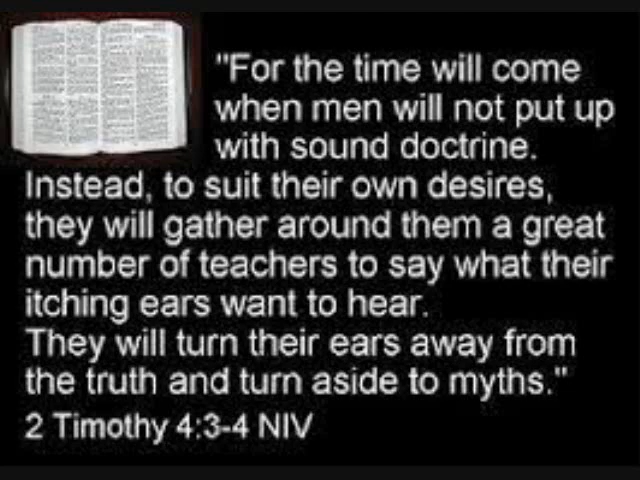 "For the time will come
when men will not put up
with sound doctrine.
Instead, to suit their own desires,
they will gather around them a great
number of teachers to say what their
itching ears want to hear.
They will turn their ears away from
the truth and turn aside to myths."
2 Timothy 4:3-4 NIV